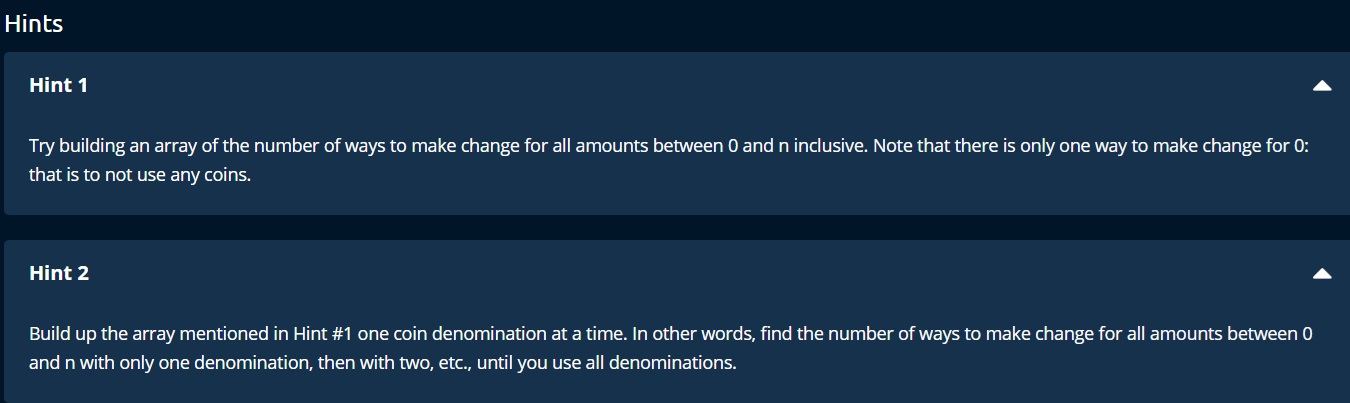 Hints
Hint 1
Try building an array of the number of ways to make change for all amounts between 0 and n inclusive. Note that there is only one way to make change for 0:
that is to not use any coins.
Hint 2
Build up the array mentioned in Hint #1 one coin denomination at a time. In other words, find the number of ways to make change for all amounts between 0
and n with only one denomination, then with two, etc., until you use all denominations.